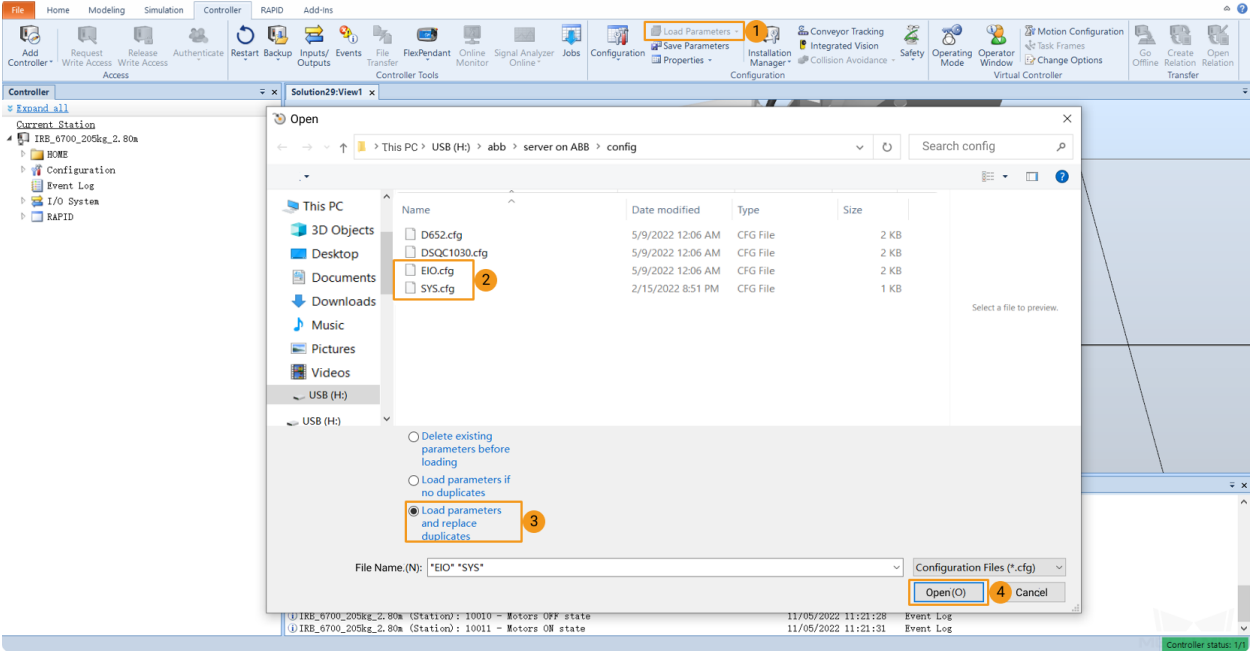 File Home Modeling Simulation Controller RAPID Add-Ins
Add Controller
Request Write Access
Release Write Access
Authenticate
Access
Restart
Backup
Inputs/ Outputs
Events
File Transfer
FlexPendant
Online Monitor
Signal Analyzer Online
Jobs
Controller Tools
Configuration
Load Parameters
1
Save Parameters
Properties
Installation Manager
Conveyor Tracking
Integrated Vision
Collision Avoidance
Safety
Configuration
Operating Mode
Operator Window
Motion Configuration
Task Frames
Change Options
Virtual Controller
Go Offline
Create Relation
Open Relation
Transfer
Controller
Solution29:View1
Expand all
Current Station
IRB_6700_205kg_2.80m
HOME
Configuration
Event Log
I/O System
RAPID
Open
This PC > USB (H:) > abb > server on ABB > config
Search config
This PC
3D Objects
Desktop
Documents
Downloads
Music
Pictures
Videos
USB (H:)
USB (H:)
Name Date modified Type Size
D652.cfg 5/9/2022 12:06 AM CFG File 2 KB
DSQC1030.cfg 5/9/2022 12:06 AM CFG File 2 KB
EIO.cfg 5/9/2022 12:06 AM CFG File 2 KB
2
SYS.cfg 2/15/2022 8:51 PM CFG File 1 KB
Select a file to preview.
Delete existing
parameters before
loading
Load parameters if
no duplicates
Load parameters
and replace
duplicates
3
File Name.(N): "EIO" "SYS" Configuration Files (*.cfg)
Open(O) 4 Cancel
IRB_6700_205kg_2.80m (Station): 10010 - Motors OFF state 11/05/2022 11:21:28 Event Log
IRB_6700_205kg_2.80m (Station): 10011 - Motors ON state 11/05/2022 11:21:31 Event Log
Controller status: 1/1